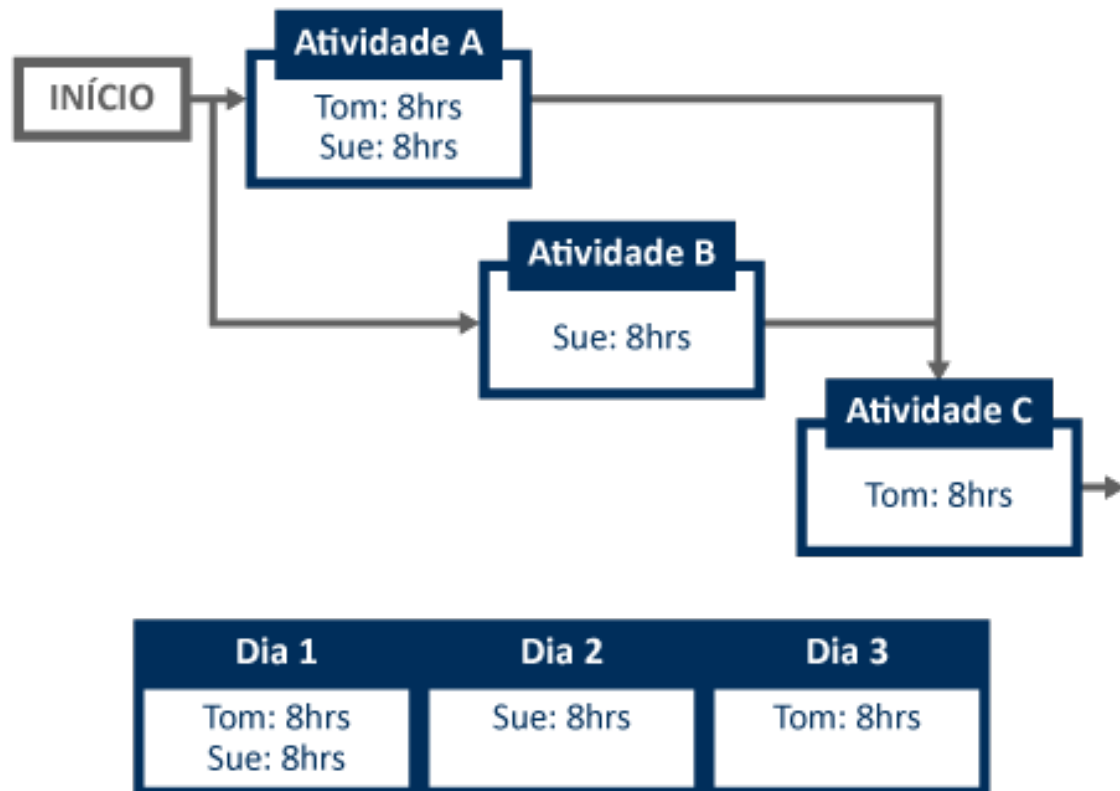 INÍCIO
Atividade A
Tom: 8hrs
Sue: 8hrs
Atividade B
Sue: 8hrs
Atividade C
Tom: 8hrs
Dia 1
Dia 2
Dia 3
Tom: 8hrs
Sue: 8hrs
Sue: 8hrs
Tom: 8hrs